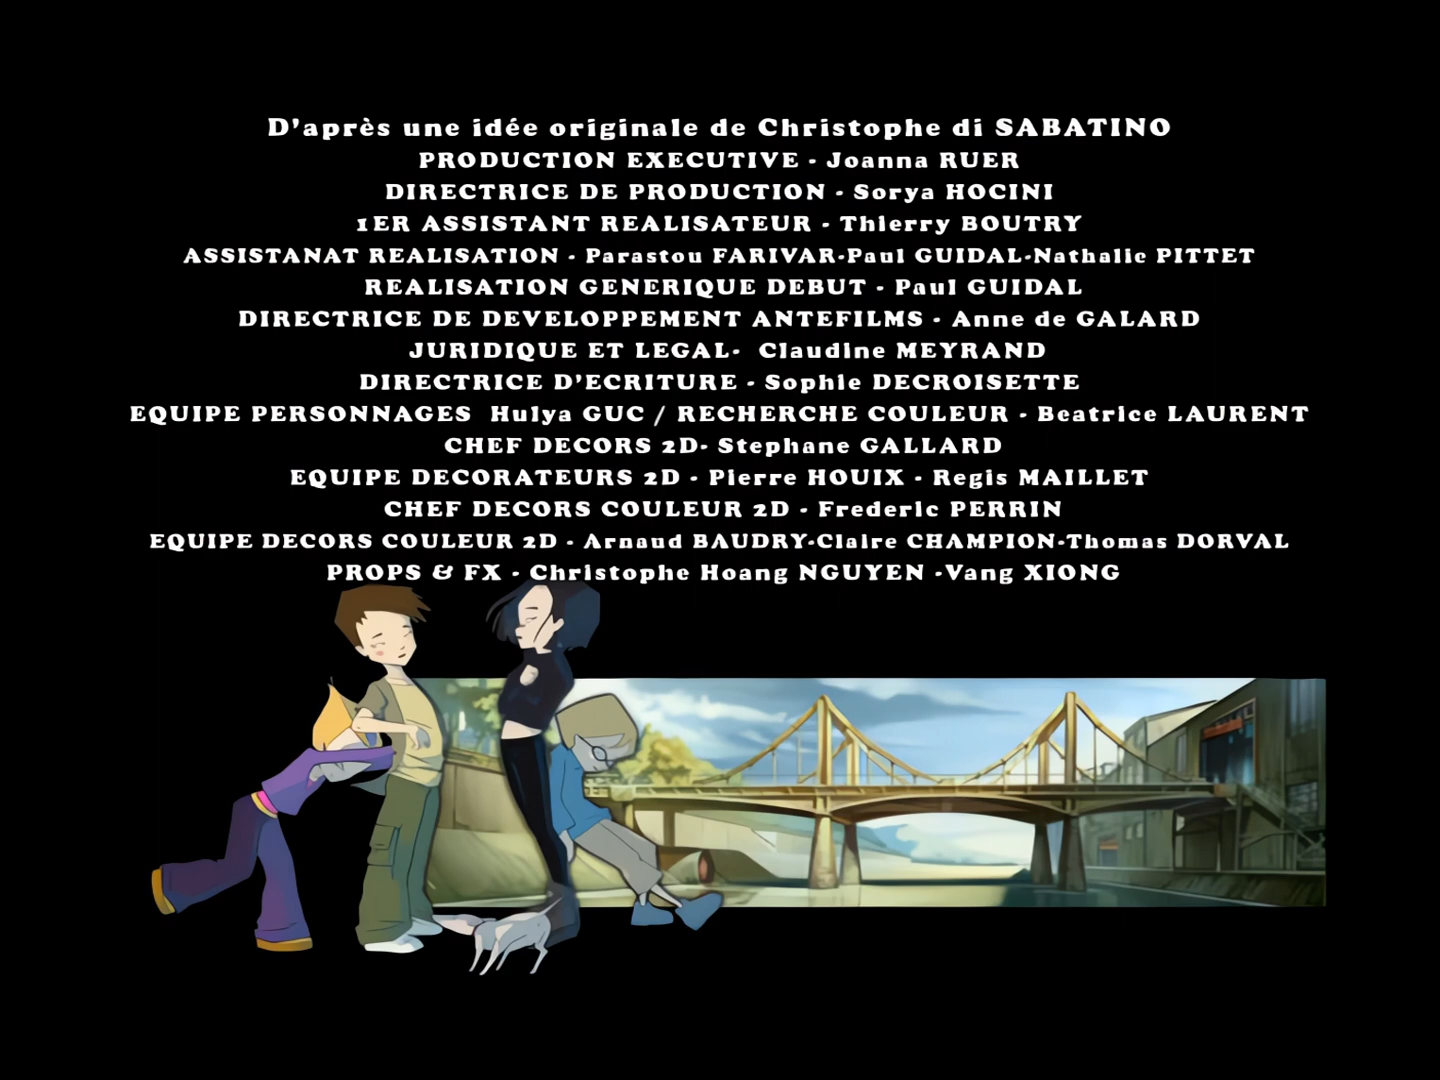 D'après une idée originale de Christophe di SABATINO
PRODUCTION EXECUTIVE - Joanna RUER
DIRECTRICE DE PRODUCTION - Sorya HOCINI
1ER ASSISTANT REALISATEUR - Thierry BOUTRY
ASSISTANAT REALISATION - Parastou FARIVAR-Paul GUIDAL-Nathalie PITTET
REALISATION GENERIQUE DEBUT - Paul GUIDAL
DIRECTRICE DE DEVELOPPEMENT ANTEFILMS - Anne de GALARD
JURIDIQUE ET LEGAL- Claudine MEYRAND
DIRECTRICE D'ECRITURE - Sophie DECROISETTE
EQUIPE PERSONNAGES Hulya GUC / RECHERCHE COULEUR - Beatrice LAURENT
CHEF DECORS 2D- Stephane GALLARD
EQUIPE DECORATEURS 2D - Pierre HOUIX - Regis MAILLET
CHEF DECORS COULEUR 2D - Frederic PERRIN
EQUIPE DECORS COULEUR 2D - Arnaud BAUDRY-Claire CHAMPION-Thomas DORVAL
PROPS & FX - Christophe Hoang NGUYEN -Vang XIONG